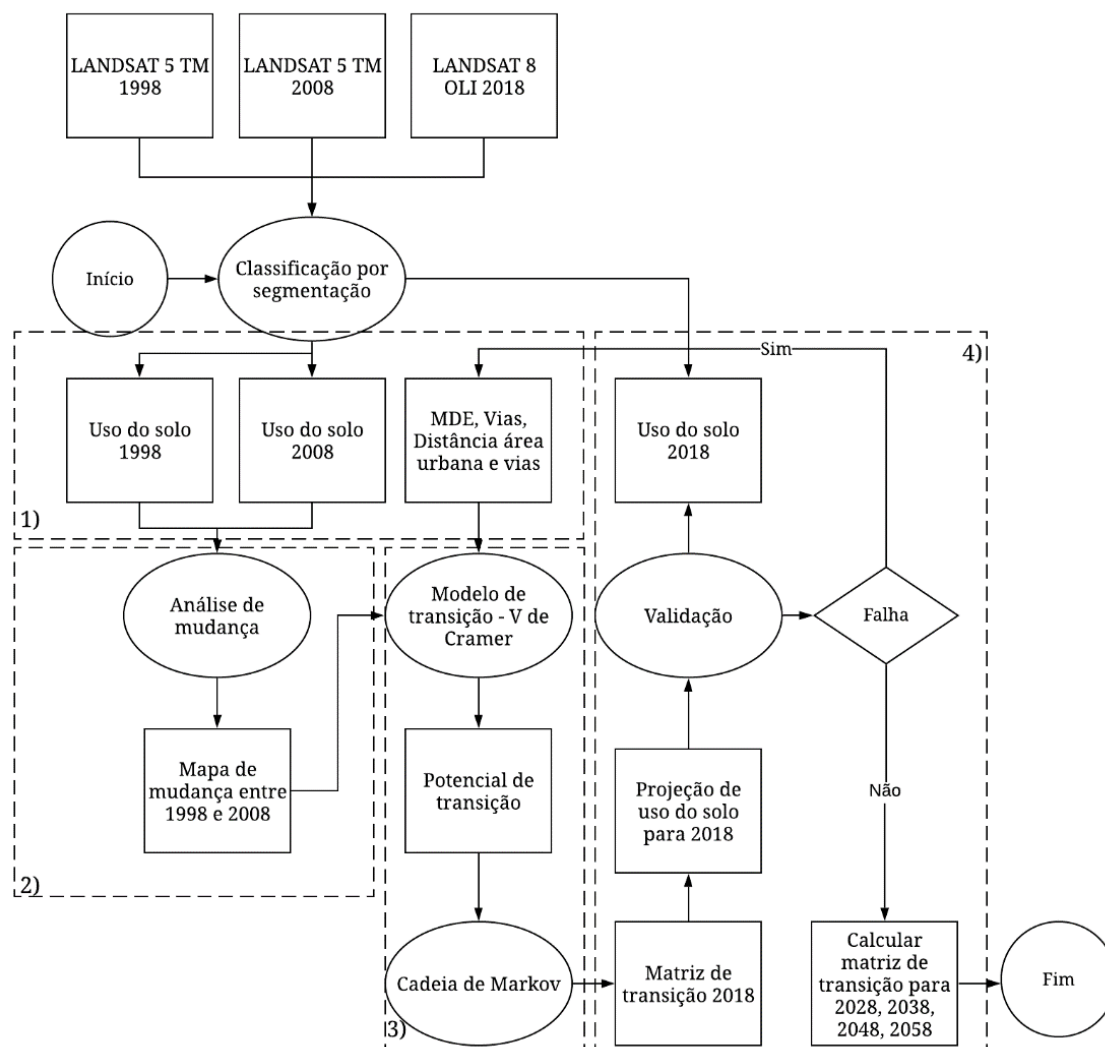 LANDSAT 5 TM
1998
LANDSAT 5 TM
2008
LANDSAT 8
OLI 2018
Início
Classificação por
segmentação
Sim
4)
Uso do solo
1998
Uso do solo
2008
MDE, Vias,
Distância área
urbana e vias
Uso do solo
2018
1)
Análise de
mudança
Modelo de
transição - V de
Cramer
Validação
Falha
Mapa de
mudança entre
1998 e 2008
Potencial de
transição
Projeção de
uso do solo
para 2018
Não
2)
Cadeia de Markov
3)
Matriz de
transição 2018
Calcular
matriz de
transição para
2028, 2038,
2048, 2058
Fim